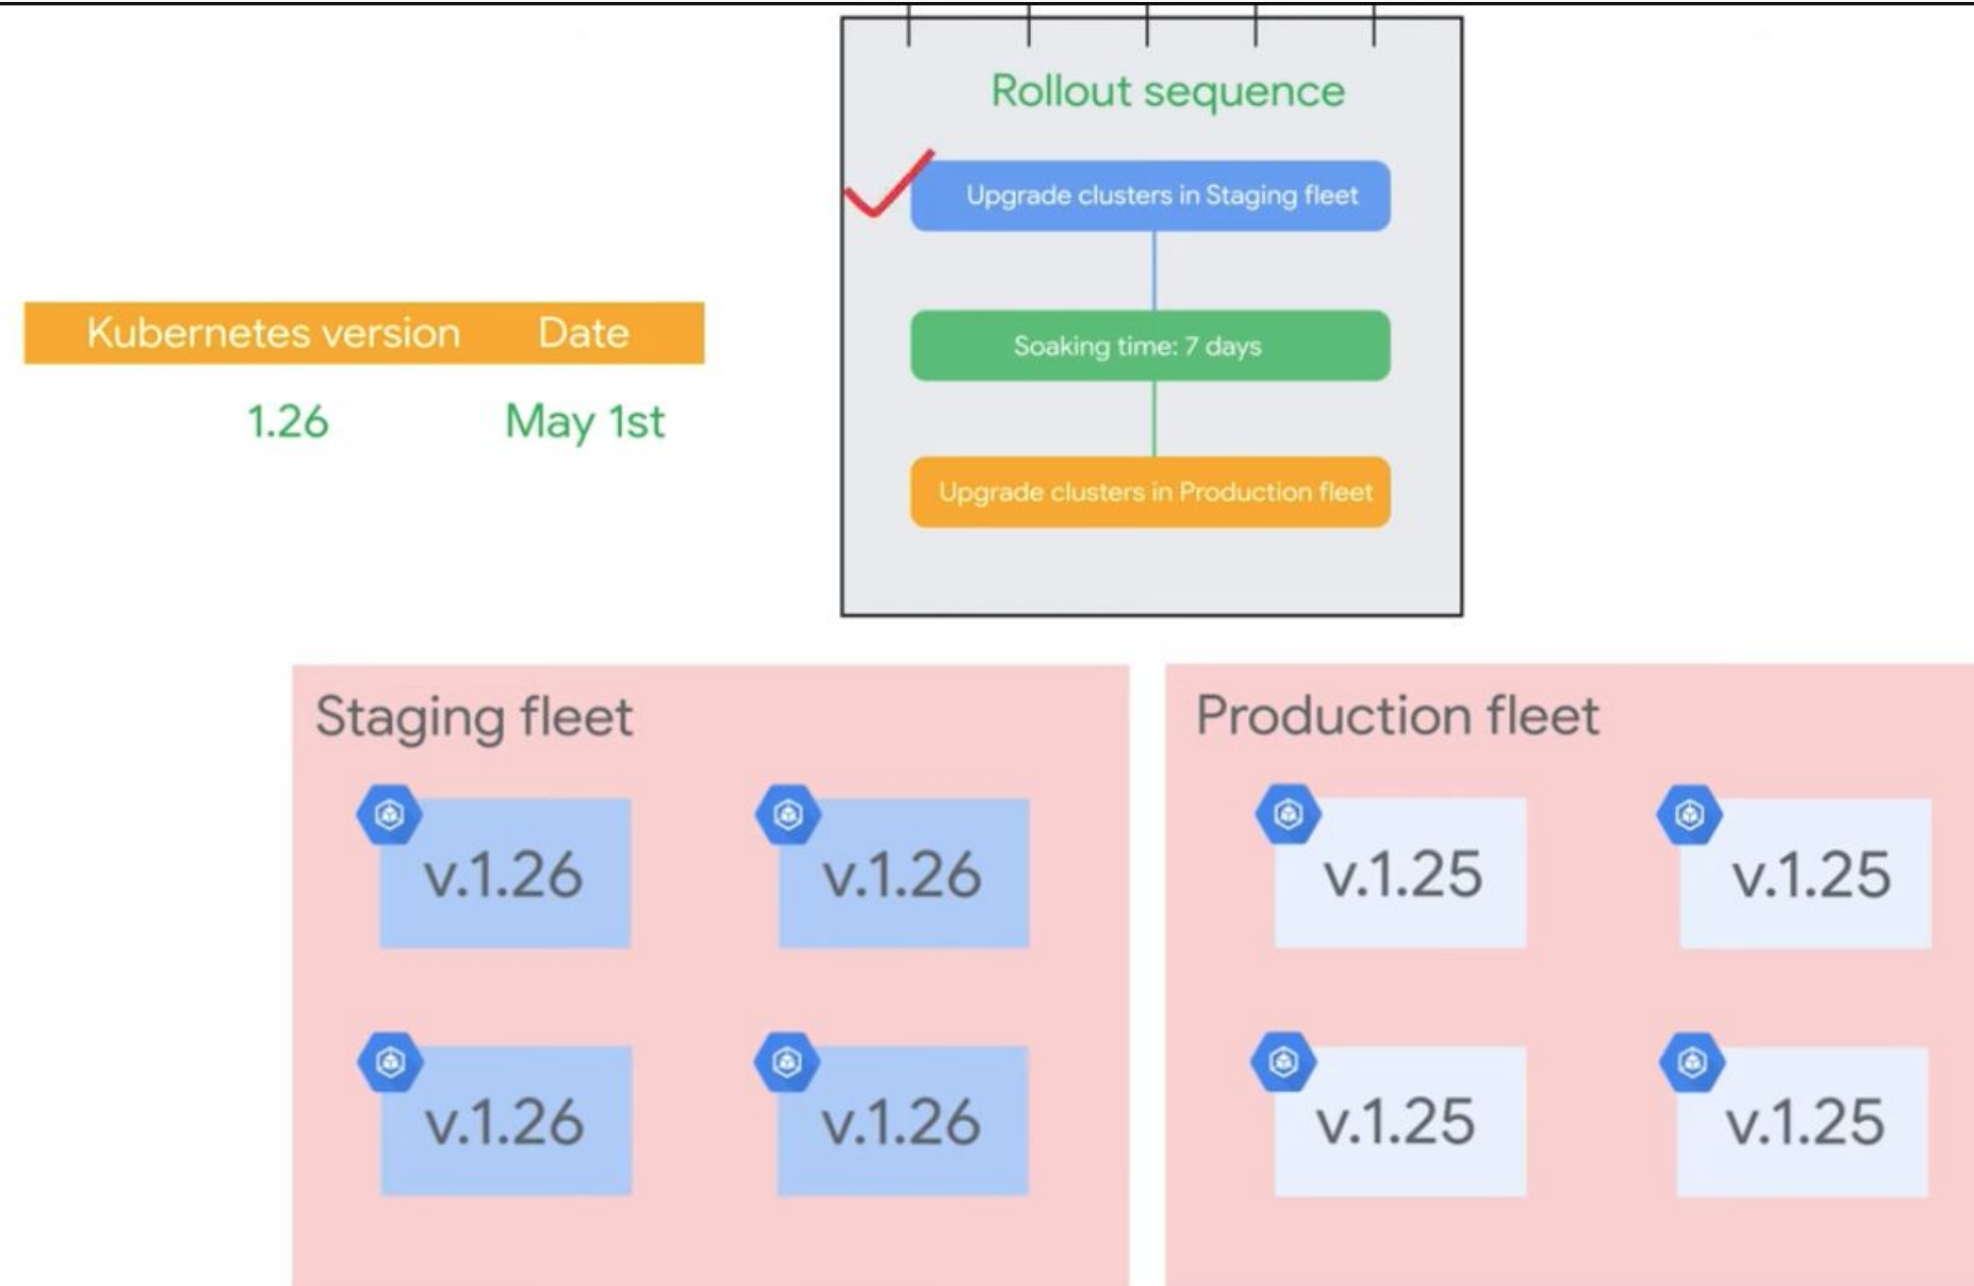 Rollout sequence
Upgrade clusters in Staging fleet
Soaking time: 7 days
Upgrade clusters in Production fleet
Kubernetes version Date
1.26 May 1st
Staging fleet
v.1.26 v.1.26
v.1.26 v.1.26
Production fleet
v.1.25 v.1.25
v.1.25 v.1.25